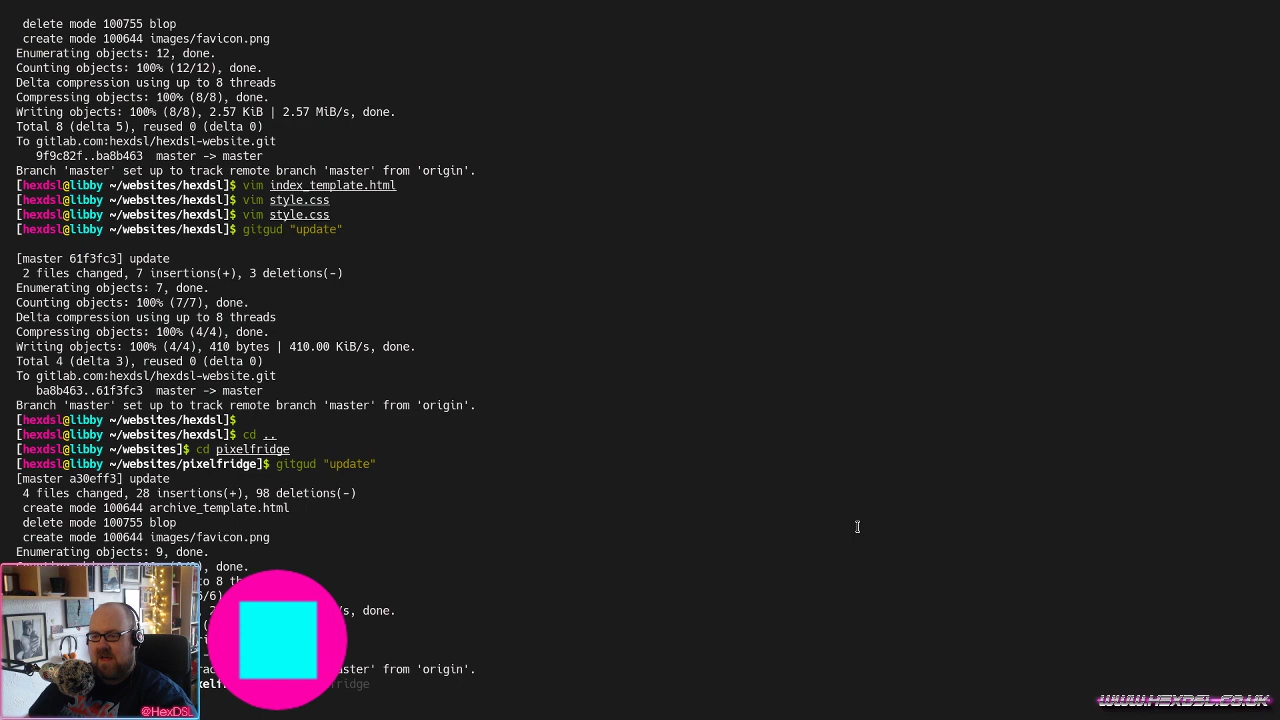 delete mode 100755 blop
create mode 100644 images/favicon.png
Enumerating objects: 12, done.
Counting objects: 100% (12/12), done.
Delta compression using up to 8 threads
Compressing objects: 100% (8/8), done.
Writing objects: 100% (8/8), 2.57 KiB | 2.57 MiB/s, done.
Total 8 (delta 5), reused 0 (delta 0)
To gitlab.com:hexdsl/hexdsl-website.git
9f9c82f..ba8b463 master -> master
Branch 'master' set up to track remote branch 'master' from 'origin'.
[hexdsl@libby ~/websites/hexdsl]$ vim index_template.html
[hexdsl@libby ~/websites/hexdsl]$ vim style.css
[hexdsl@libby ~/websites/hexdsl]$ vim style.css
[hexdsl@libby ~/websites/hexdsl]$ gitgud "update"
[master 61f3fc3] update
2 files changed, 7 insertions(+), 3 deletions(-)
Enumerating objects: 7, done.
Counting objects: 100% (7/7), done.
Delta compression using up to 8 threads
Compressing objects: 100% (4/4), done.
Writing objects: 100% (4/4), 410 bytes | 410.00 KiB/s, done.
Total 4 (delta 3), reused 0 (delta 0)
To gitlab.com:hexdsl/hexdsl-website.git
ba8b463..61f3fc3 master -> master
Branch 'master' set up to track remote branch 'master' from 'origin'.
[hexdsl@libby ~/websites/hexdsl]$
[hexdsl@libby ~/websites/hexdsl]$ cd ..
[hexdsl@libby ~/websites]$ cd pixelfridge
[hexdsl@libby ~/websites/pixelfridge]$ gitgud "update"
[master a30eff3] update
4 files changed, 28 insertions(+), 98 deletions(-)
create mode 100644 archive_template.html
delete mode 100755 blop
create mode 100644 images/favicon.png
Enumerating objects: 9, done.
to 8
s, done.
from 'origin'.
@HexDSL
WWW.HEXDSL.CO.UK